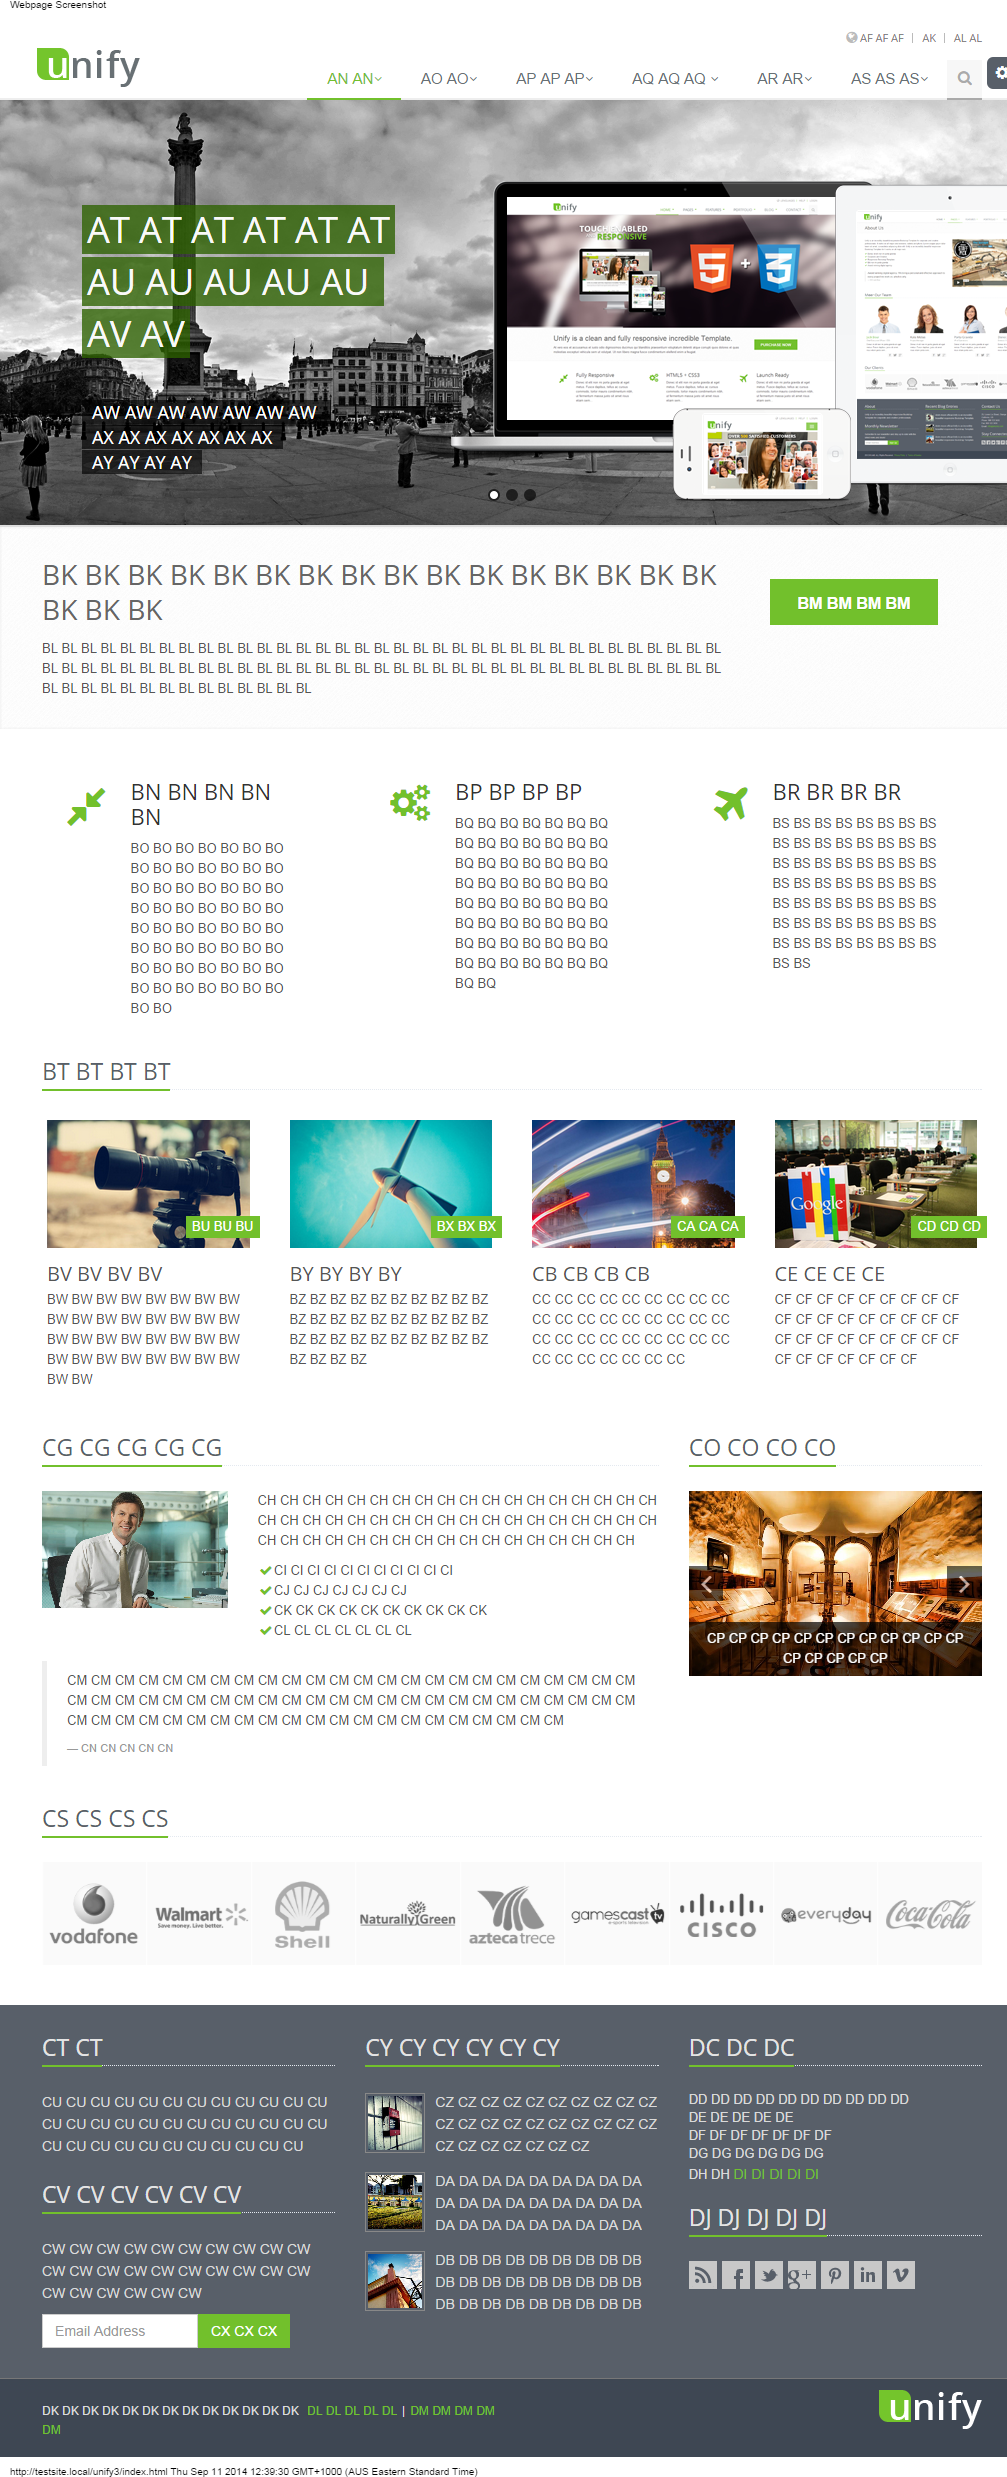 Webpage Screenshot
AF AF AF | AK | AL AL
unify
AN AN AO AO AP AP AP AQ AQ AQ AR AR AS AS AS
AT AT AT AT AT AT
AU AU AU AU AU
AV AV
AW AW AW AW AW AW AW
AX AX AX AX AX AX AX
AY AY AY AY
unify
TOUCH ENABLED
RESPONSIVE
5 + 3
Unify is a clean and fully responsive incredible Template.
PURCHASE NOW
Fully Responsive HTML5 + CSS3 Launch Ready
unify
About Us
unify
OVER 500 SATISFIED CUSTOMERS
BK BK BK BK BK BK BK BK BK BK BK BK BK BK BK BK
BK BK BK
BM BM BM BM
BL BL BL BL BL BL BL BL BL BL BL BL BL BL BL BL BL BL BL BL BL BL BL BL BL BL BL BL BL BL BL BL BL BL BL
BL BL BL BL BL BL BL BL BL BL BL BL BL BL BL BL BL BL BL BL BL BL BL BL BL BL BL BL BL BL BL BL BL BL BL
BL BL BL BL BL BL BL BL BL BL BL BL BL BL
BN BN BN BN
BN
BO BO BO BO BO BO BO
BO BO BO BO BO BO BO
BO BO BO BO BO BO BO
BO BO BO BO BO BO BO
BO BO BO BO BO BO BO
BO BO BO BO BO BO BO
BO BO BO BO BO BO BO
BO BO BO BO BO BO BO
BO BO
BP BP BP BP
BQ BQ BQ BQ BQ BQ BQ
BQ BQ BQ BQ BQ BQ BQ
BQ BQ BQ BQ BQ BQ BQ
BQ BQ BQ BQ BQ BQ BQ
BQ BQ BQ BQ BQ BQ BQ
BQ BQ BQ BQ BQ BQ BQ
BQ BQ BQ BQ BQ BQ BQ
BQ BQ BQ BQ BQ BQ BQ
BQ BQ
BR BR BR BR
BS BS BS BS BS BS BS BS
BS BS BS BS BS BS BS BS
BS BS BS BS BS BS BS BS
BS BS BS BS BS BS BS BS
BS BS BS BS BS BS BS BS
BS BS BS BS BS BS BS BS
BS BS BS BS BS BS BS BS
BS BS
BT BT BT BT
BU BU BU
BV BV BV BV
BW BW BW BW BW BW BW BW
BW BW BW BW BW BW BW BW
BW BW BW BW BW BW BW BW
BW BW BW BW BW BW BW BW
BW BW
BX BX BX
BY BY BY BY
BZ BZ BZ BZ BZ BZ BZ BZ BZ BZ
BZ BZ BZ BZ BZ BZ BZ BZ BZ BZ
BZ BZ BZ BZ BZ BZ BZ BZ BZ BZ
BZ BZ BZ BZ
CA CA CA
CB CB CB CB
CC CC CC CC CC CC CC CC CC
CC CC CC CC CC CC CC CC CC
CC CC CC CC CC CC CC CC CC
CC CC CC CC CC CC CC
Google
CD CD CD
CE CE CE CE
CF CF CF CF CF CF CF CF CF
CF CF CF CF CF CF CF CF CF
CF CF CF CF CF CF CF CF CF
CF CF CF CF CF CF CF
CG CG CG CG CG
CH CH CH CH CH CH CH CH CH CH CH CH CH CH CH CH CH CH
CH CH CH CH CH CH CH CH CH CH CH CH CH CH CH CH CH CH
CH CH CH CH CH CH CH CH CH CH CH CH CH CH CH CH CH
CI CI CI CI CI CI CI CI CI CI CI
CJ CJ CJ CJ CJ CJ CJ
CK CK CK CK CK CK CK CK CK CK
CL CL CL CL CL CL CL
CM CM CM CM CM CM CM CM CM CM CM CM CM CM CM CM CM CM CM CM CM CM CM CM
CM CM CM CM CM CM CM CM CM CM CM CM CM CM CM CM CM CM CM CM CM CM CM CM
CM CM CM CM CM CM CM CM CM CM CM CM CM CM CM CM CM CM CM CM CM
— CN CN CN CN CN
CO CO CO CO
CP CP CP CP CP CP CP CP CP CP CP CP
CP CP CP CP CP
CS CS CS CS
vodafone
Walmart
Save money. Live better.
Shell
Naturally Green
azteca trece
gamescast tv
e-sports television
CISCO
everyday
Coca-Cola
CT CT
CU CU CU CU CU CU CU CU CU CU CU CU
CU CU CU CU CU CU CU CU CU CU CU CU
CU CU CU CU CU CU CU CU CU CU CU
CV CV CV CV CV CV
CW CW CW CW CW CW CW CW CW CW
CW CW CW CW CW CW CW CW CW CW
CW CW CW CW CW CW
Email Address CX CX CX
CY CY CY CY CY CY
CZ CZ CZ CZ CZ CZ CZ CZ CZ CZ
CZ CZ CZ CZ CZ CZ CZ CZ CZ CZ
CZ CZ CZ CZ CZ CZ CZ
DA DA DA DA DA DA DA DA DA
DA DA DA DA DA DA DA DA DA
DA DA DA DA DA DA DA DA DA
DB DB DB DB DB DB DB DB DB
DB DB DB DB DB DB DB DB DB
DB DB DB DB DB DB DB DB DB
DC DC DC
DD DD DD DD DD DD DD DD DD DD
DE DE DE DE DE
DF DF DF DF DF DF DF
DG DG DG DG DG DG
DH DH DI DI DI DI DI
DJ DJ DJ DJ DJ
DK DK DK DK DK DK DK DK DK DK DK DK DK DL DL DL DL DL | DM DM DM DM
DM
unify
http://testsite.local/unify3/index.html Thu Sep 11 2014 12:39:30 GMT+1000 (AUS Eastern Standard Time)